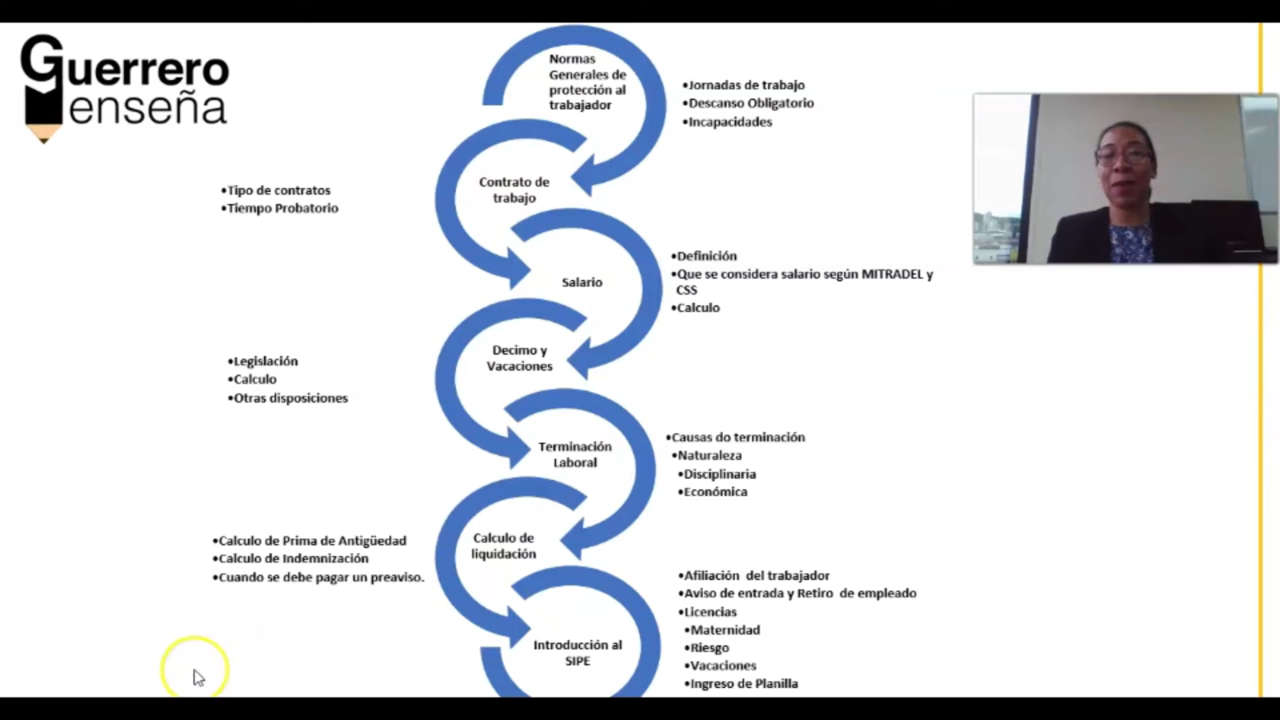 Guerrero
enseña
Normas
Generales de
protección al
trabajador
•Jornadas de trabajo
•Descanso Obligatorio
•Incapacidades
Contrato de
trabajo
•Tipo de contratos
•Tiempo Probatorio
Salario
•Definición
•Que se considera salario según MITRADEL y
CSS
•Calculo
Decimo y
Vacaciones
•Legislación
•Calculo
•Otras disposiciones
Terminación
Laboral
•Causas do terminación
•Naturaleza
•Disciplinaria
•Económica
Calculo de
liquidación
•Calculo de Prima de Antigüedad
•Calculo de Indemnización
•Cuando se debe pagar un preaviso.
Introducción al
SIPE
•Afiliación del trabajador
•Aviso de entrada y Retiro de empleado
•Licencias
•Maternidad
•Riesgo
•Vacaciones
•Ingreso de Planilla